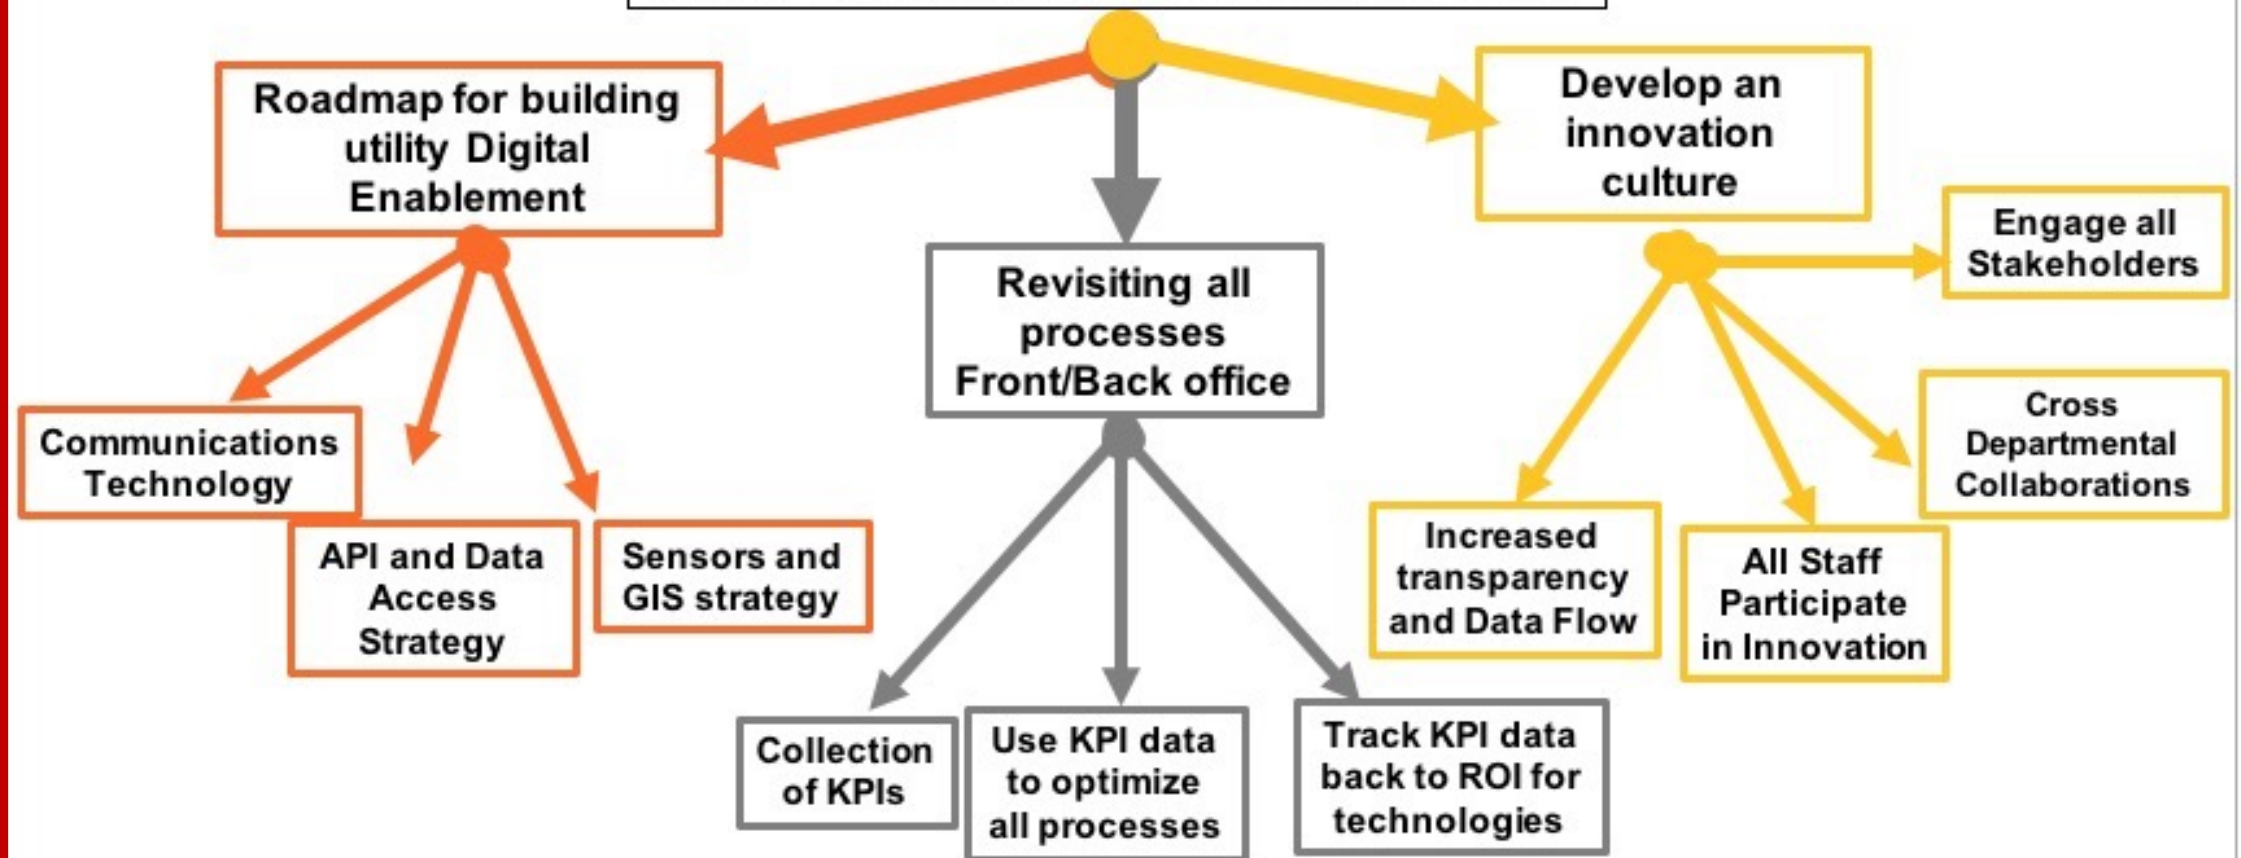 Roadmap for building
utility Digital
Enablement
Develop an
innovation
culture
Engage all
Stakeholders
Revisiting all
processes
Front/Back office
Cross
Departmental
Collaborations
Communications
Technology
API and Data
Access
Strategy
Sensors and
GIS strategy
Increased
transparency
and Data Flow
All Staff
Participate
in Innovation
Collection
of KPIs
Use KPI data
to optimize
all processes
Track KPI data
back to ROI for
technologies